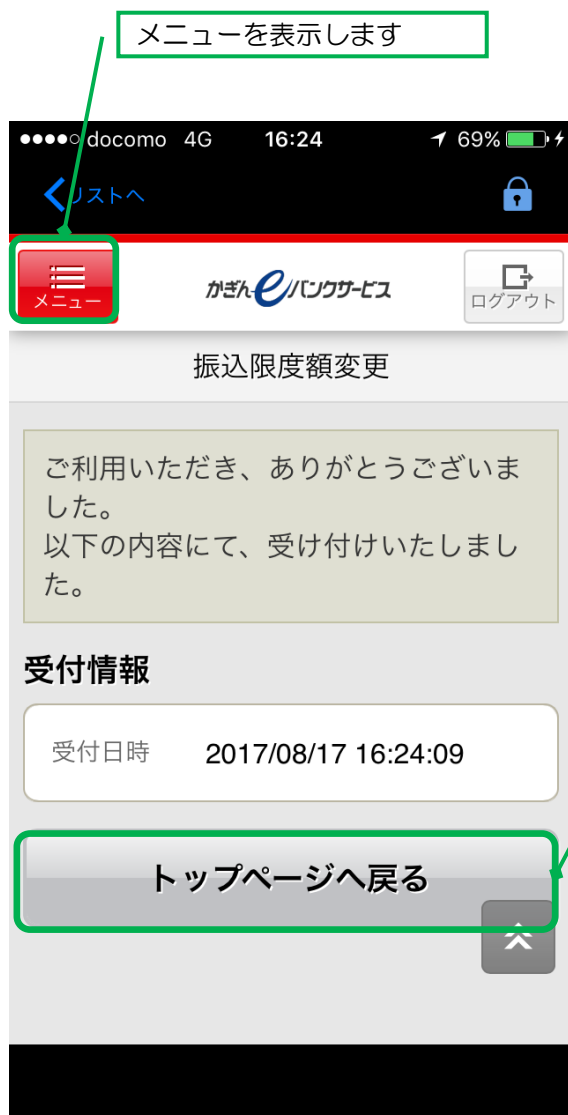 メニューを表示します
docomo 4G 16:24 69%
リストへ
メニュー
かぎんeバンクサービス
ログアウト
振込限度額変更
ご利用いただき、ありがとうございま
した。
以下の内容にて、受け付けいたしまし
た。
受付情報
受付日時 2017/08/17 16:24:09
トップページへ戻る